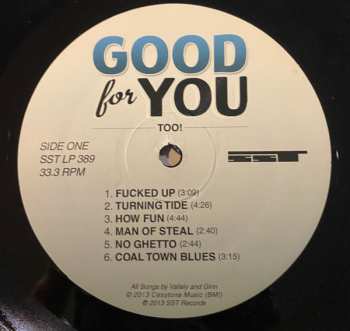 GOOD
for YOU
TOO!
SIDE ONE
SST LP 389
33.3 RPM
SST
1. FUCKED UP (3:09)
2. TURNING TIDE (4:26)
3. HOW FUN (4:44)
4. MAN OF STEAL (2:40)
5. NO GHETTO (2:44)
6. COAL TOWN BLUES (3:15)
All Songs by Vallely and Ginn
© 2013 Cesstone Music (BMI)
℗ 2013 SST Records